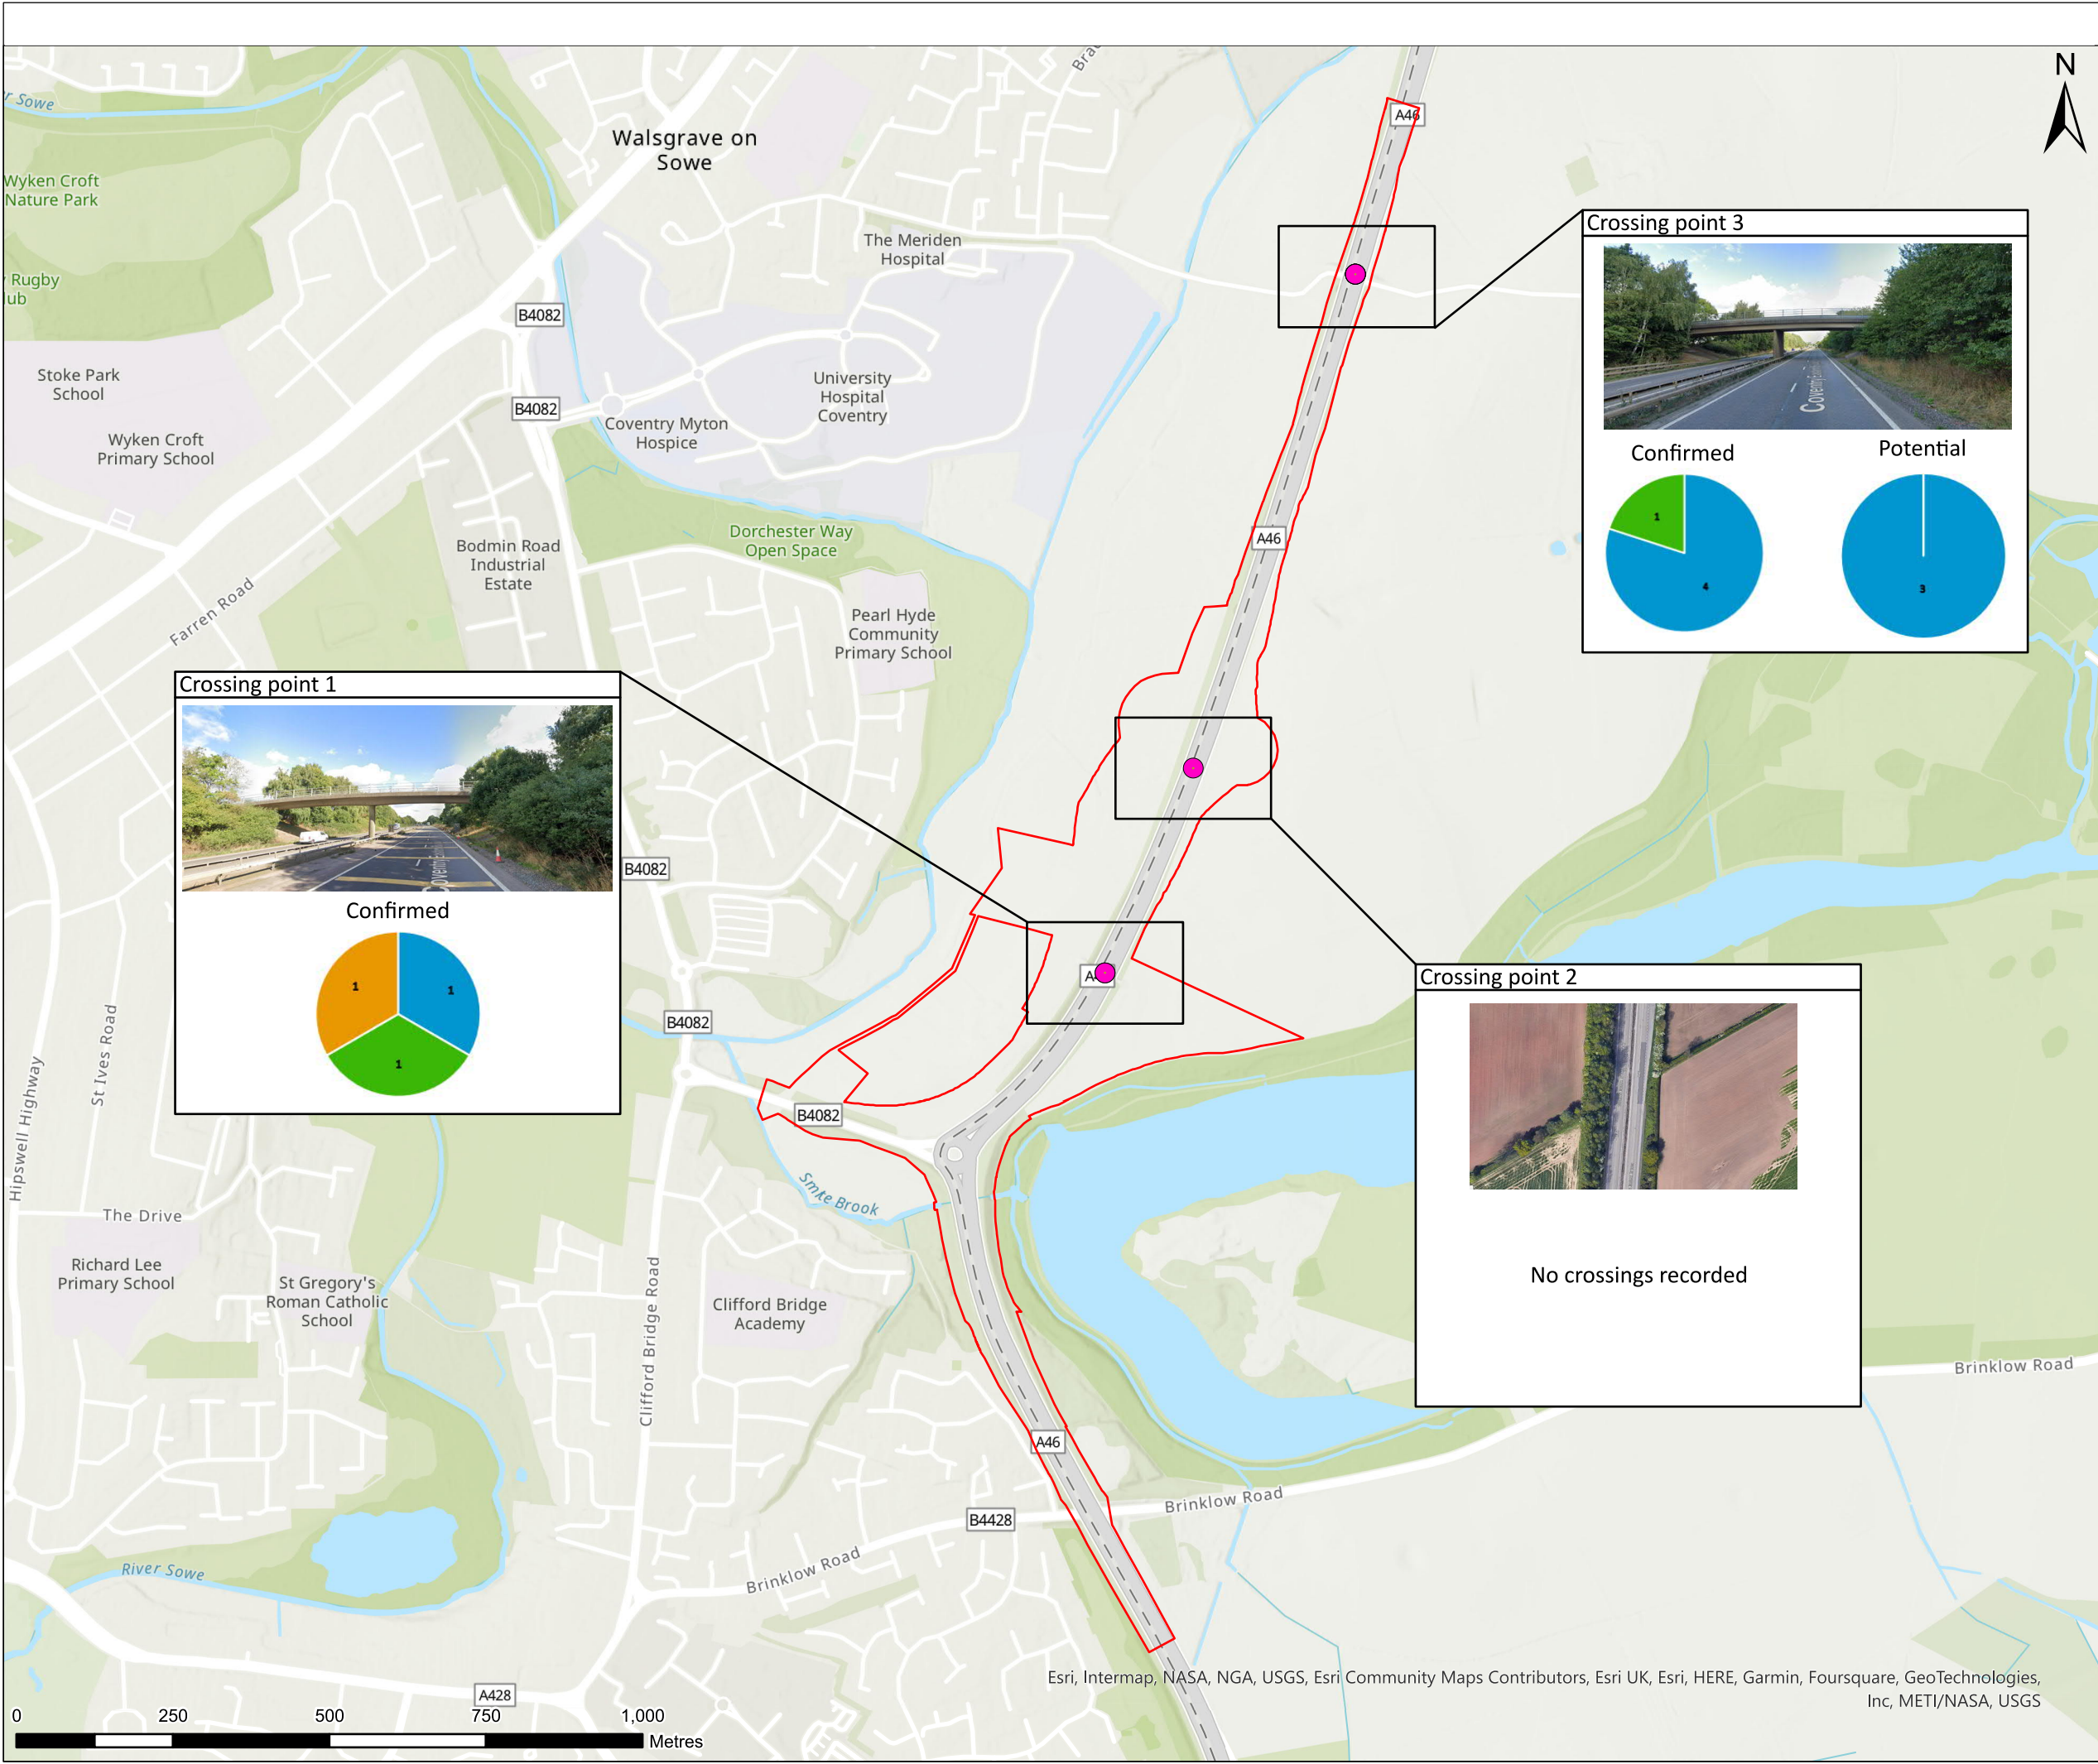 N
Brad
r Sowe
Walsgrave on
Sowe
A46
Wyken Croft
Nature Park
Rugby
lub
The Meriden
Hospital
B4082
Stoke Park
School
University
Hospital
Coventry
B4082
Coventry Myton
Hospice
Wyken Croft
Primary School
Crossing point 3
Confirmed
Potential
1
4
3
Dorchester Way
Open Space
A46
Bodmin Road
Industrial
Estate
Farren Road
Pearl Hyde
Community
Primary School
Crossing point 1
Confirmed
1
1
1
B4082
B4082
B4082
Crossing point 2
No crossings recorded
St Ives Road
Hipswell Highway
Smite Brook
The Drive
Richard Lee
Primary School
St Gregory's
Roman Catholic
School
Clifford Bridge Road
Clifford Bridge
Academy
Brinklow Road
A46
Brinklow Road
B4428
Brinklow Road
River Sowe
A428
Esri, Intermap, NASA, NGA, USGS, Esri Community Maps Contributors, Esri UK, Esri, HERE, Garmin, Foursquare, GeoTechnologies,
Inc, METI/NASA, USGS
0 250 500 750 1,000
Metres